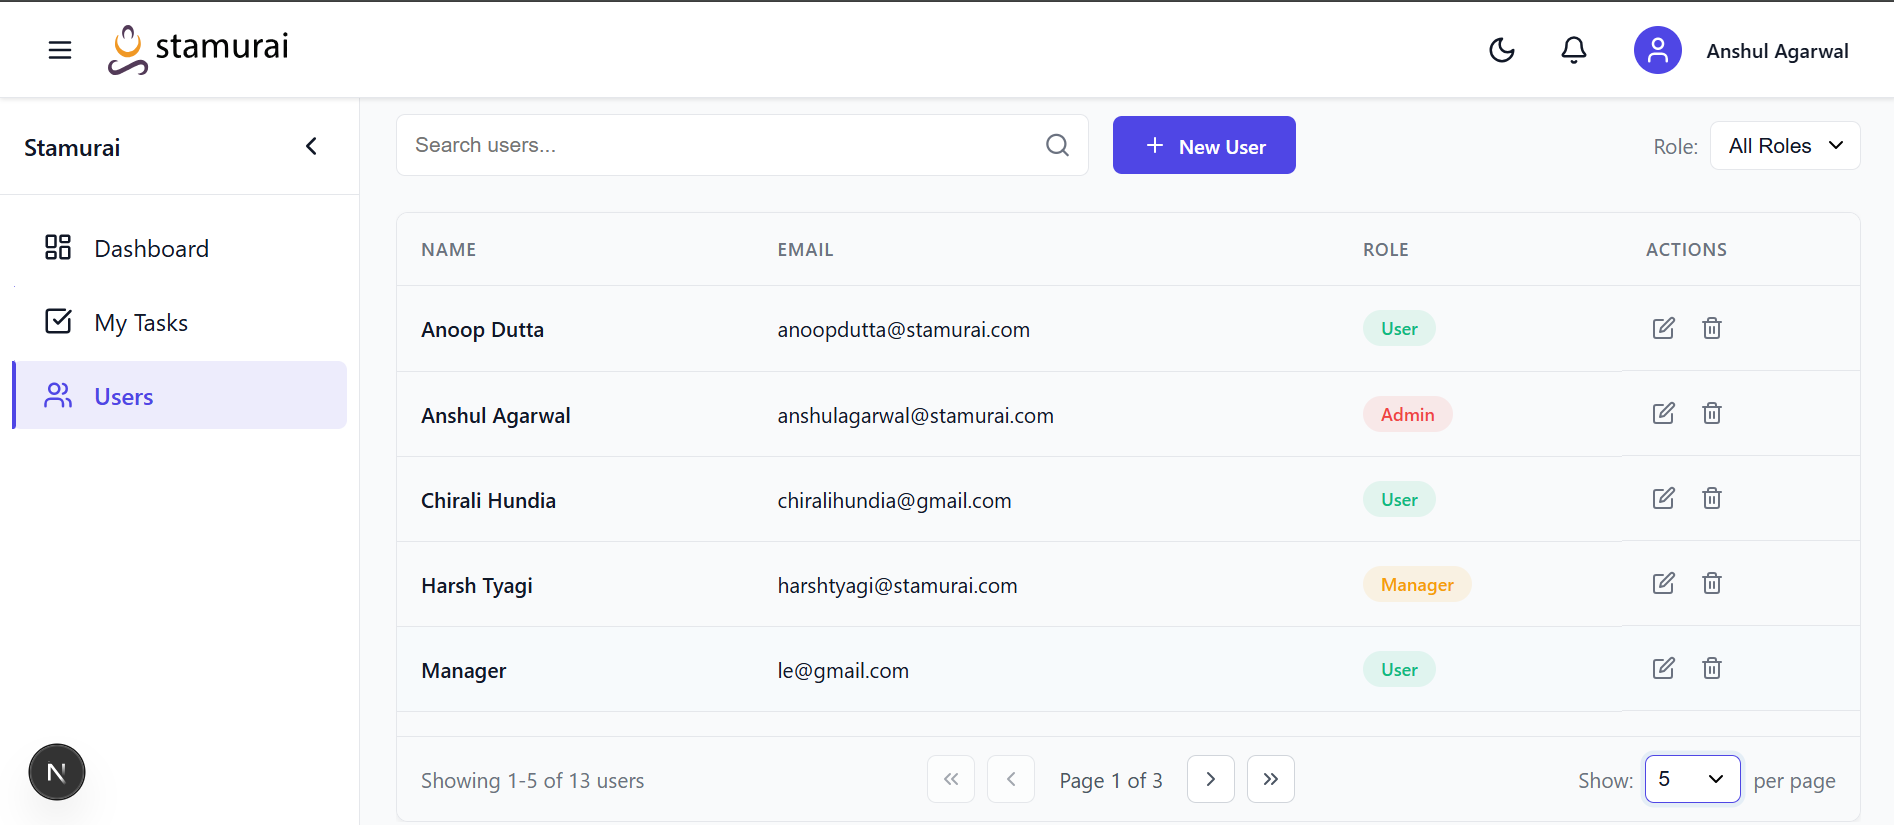 stamurai
Anshul Agarwal
Stamurai
Search users...
New User
Role: All Roles
Dashboard
My Tasks
Users
NAME EMAIL ROLE ACTIONS
Anoop Dutta anoopdutta@stamurai.com User
Anshul Agarwal anshulagarwal@stamurai.com Admin
Chirali Hundia chiralihundia@gmail.com User
Harsh Tyagi harshtyagi@stamurai.com Manager
Manager le@gmail.com User
N
Showing 1-5 of 13 users Page 1 of 3 Show: 5 per page